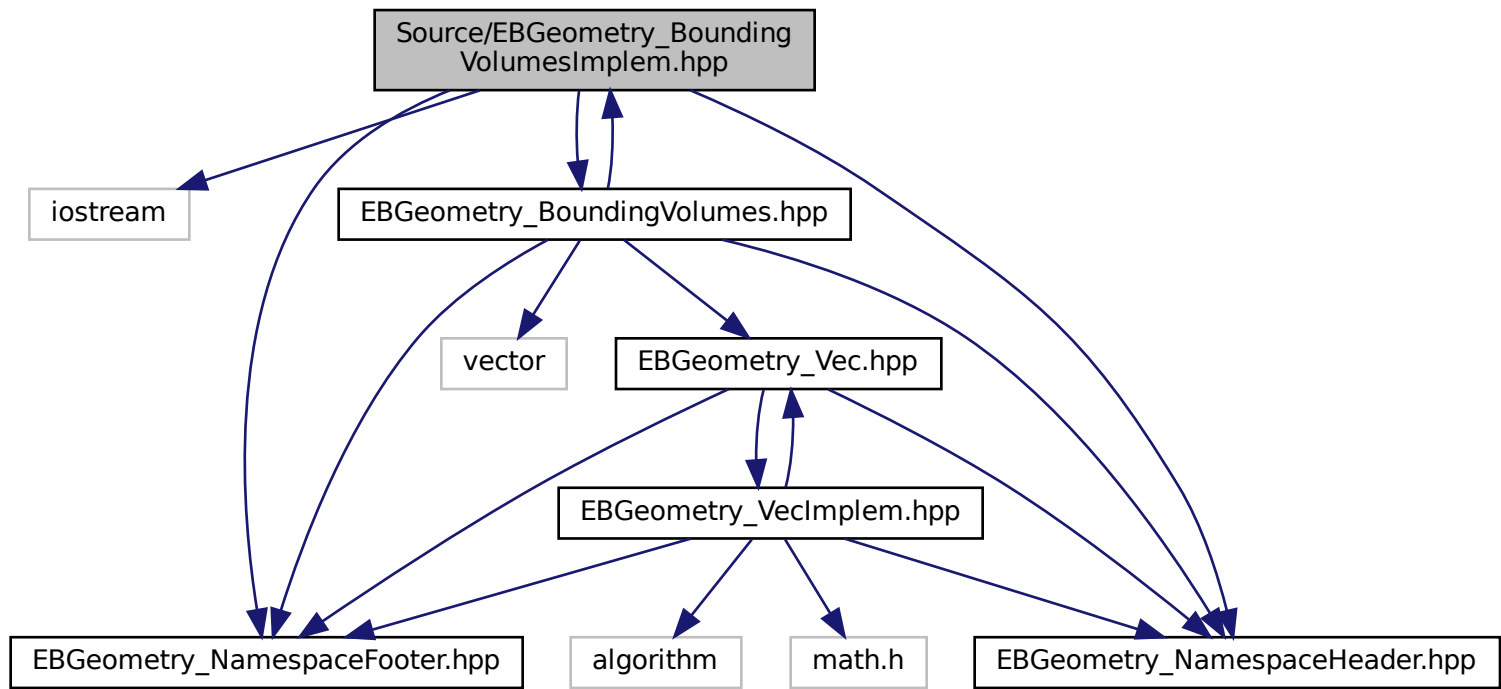 Source/EBGeometry_Bounding
VolumesImplem.hpp
iostream
EBGeometry_BoundingVolumes.hpp
vector
EBGeometry_Vec.hpp
EBGeometry_VecImplem.hpp
EBGeometry_NamespaceFooter.hpp
algorithm
math.h
EBGeometry_NamespaceHeader.hpp